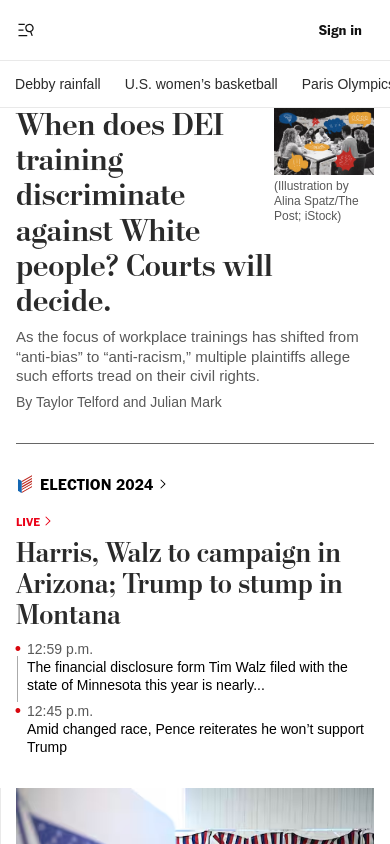 Sign in
Debby rainfall U.S. women’s basketball Paris Olympics
When does DEI
training
discriminate
against White
people? Courts will
decide.
(Illustration by
Alina Spatz/The
Post; iStock)
As the focus of workplace trainings has shifted from
“anti-bias” to “anti-racism,” multiple plaintiffs allege
such efforts tread on their civil rights.
By Taylor Telford and Julian Mark
ELECTION 2024
LIVE
Harris, Walz to campaign in
Arizona; Trump to stump in
Montana
12:59 p.m.
The financial disclosure form Tim Walz filed with the
state of Minnesota this year is nearly...
12:45 p.m.
Amid changed race, Pence reiterates he won’t support
Trump